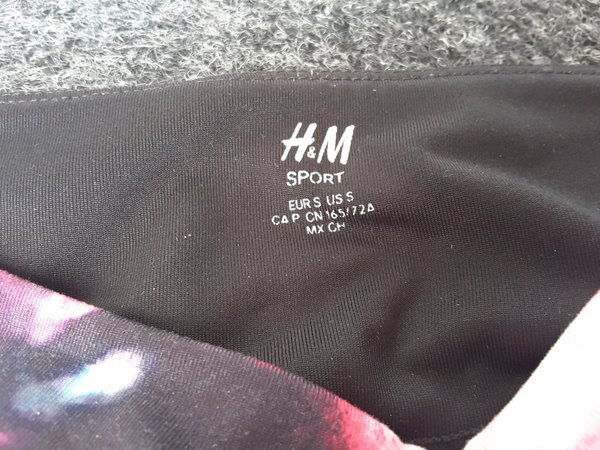 H&M
SPORT
EUR S US S
CA P CN 165/72A
MX CH